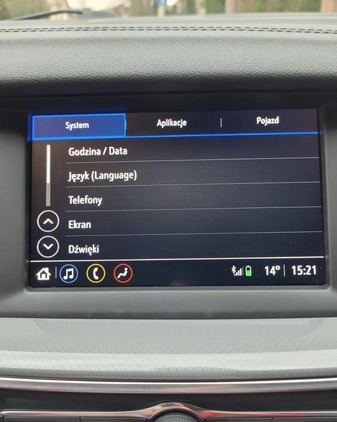 System Aplikacje Pojazd
Godzina / Data
Język (Language)
Telefony
Ekran
Dźwięki
14° 15:21